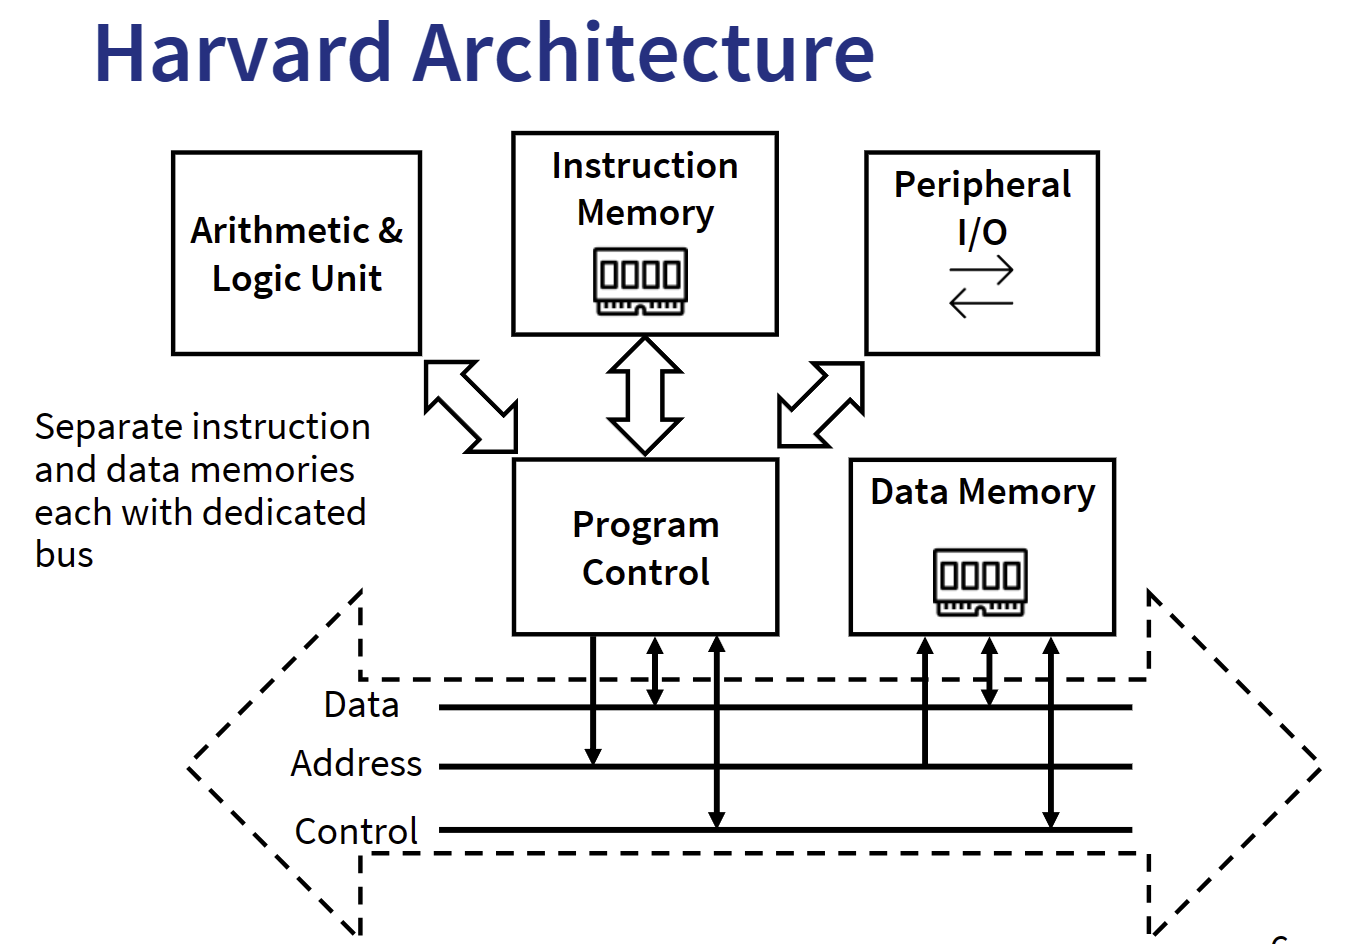 Harvard Architecture
Arithmetic &
Logic Unit
Instruction
Memory
Peripheral
I/O
Separate instruction
and data memories
each with dedicated
bus
Program
Control
Data Memory
Data
Address
Control